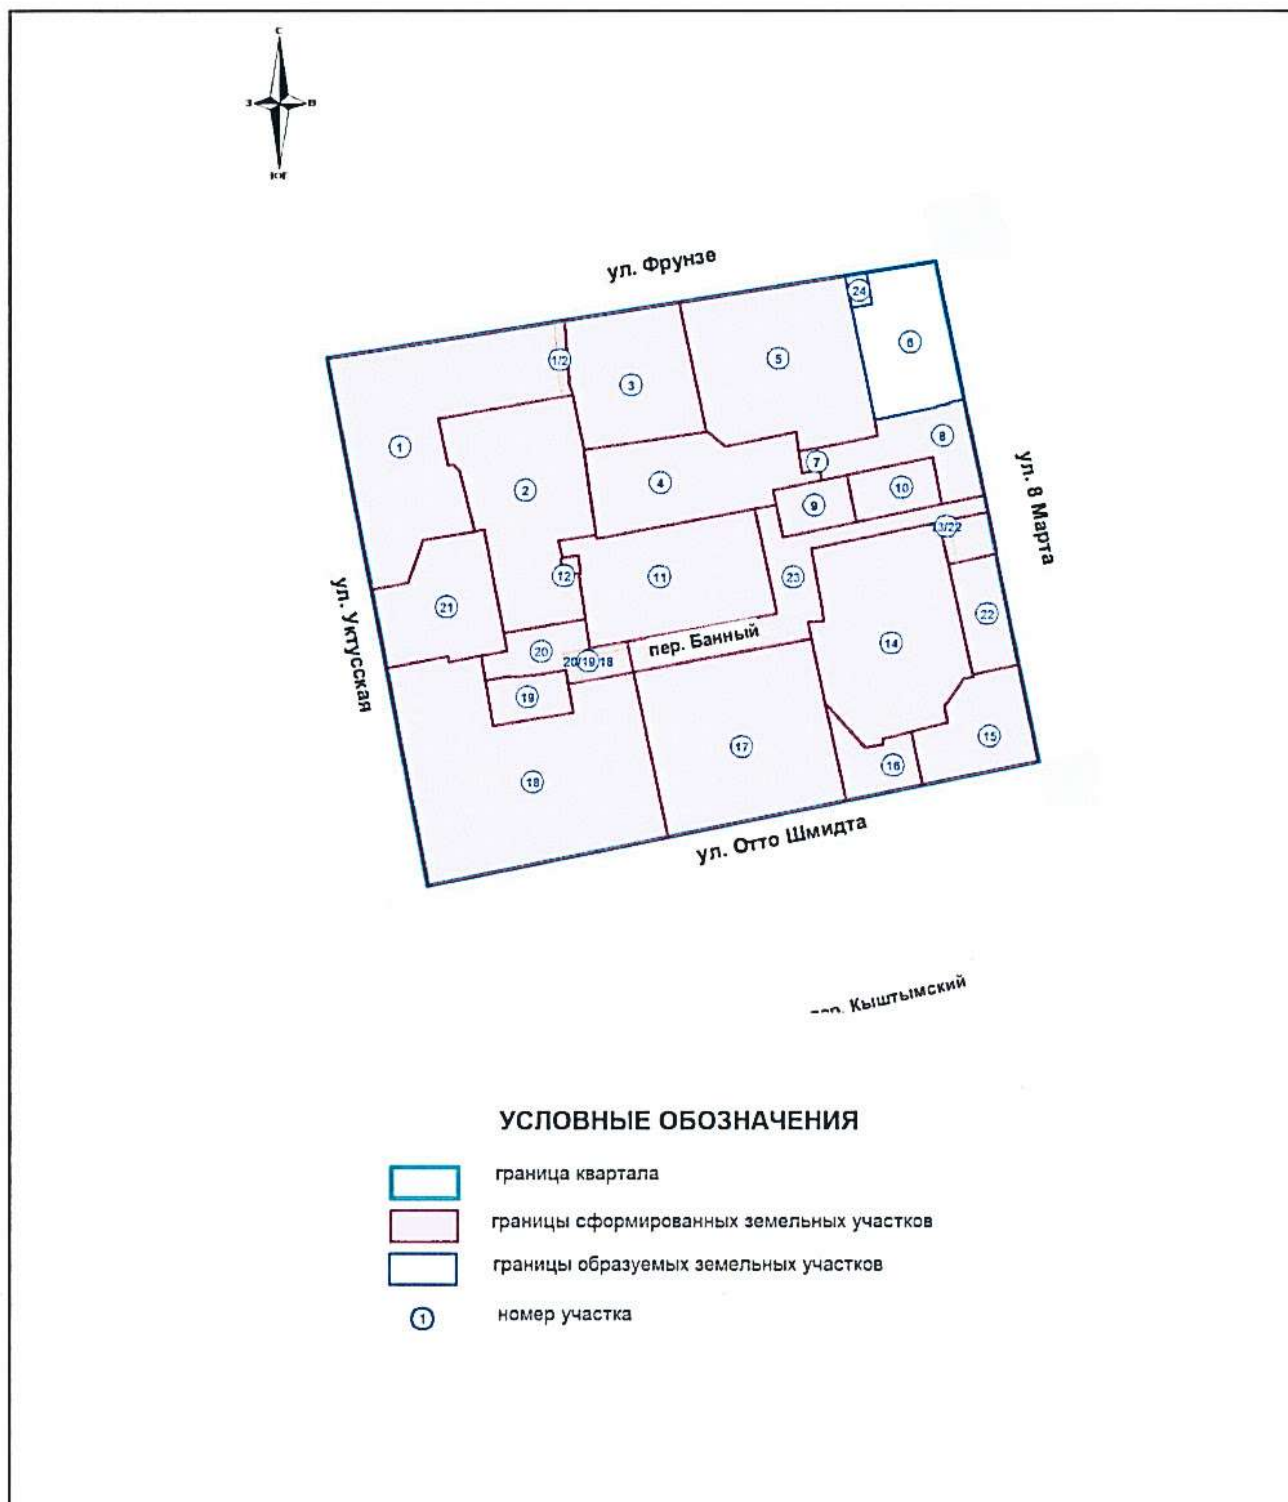 С
З
В
ЮГ
ул. Фрунзе
24
6
1/2
5
3
1
8
7
4
10
2
9
ул. 8 Марта
13/22
12
11
23
ул. Уктусская
21
22
14
пер. Банный
20
20/19/18
19
15
17
16
18
ул. Отто Шмидта
Кыштымский
УСЛОВНЫЕ ОБОЗНАЧЕНИЯ
граница квартала
границы сформированных земельных участков
границы образуемых земельных участков
1
номер участка